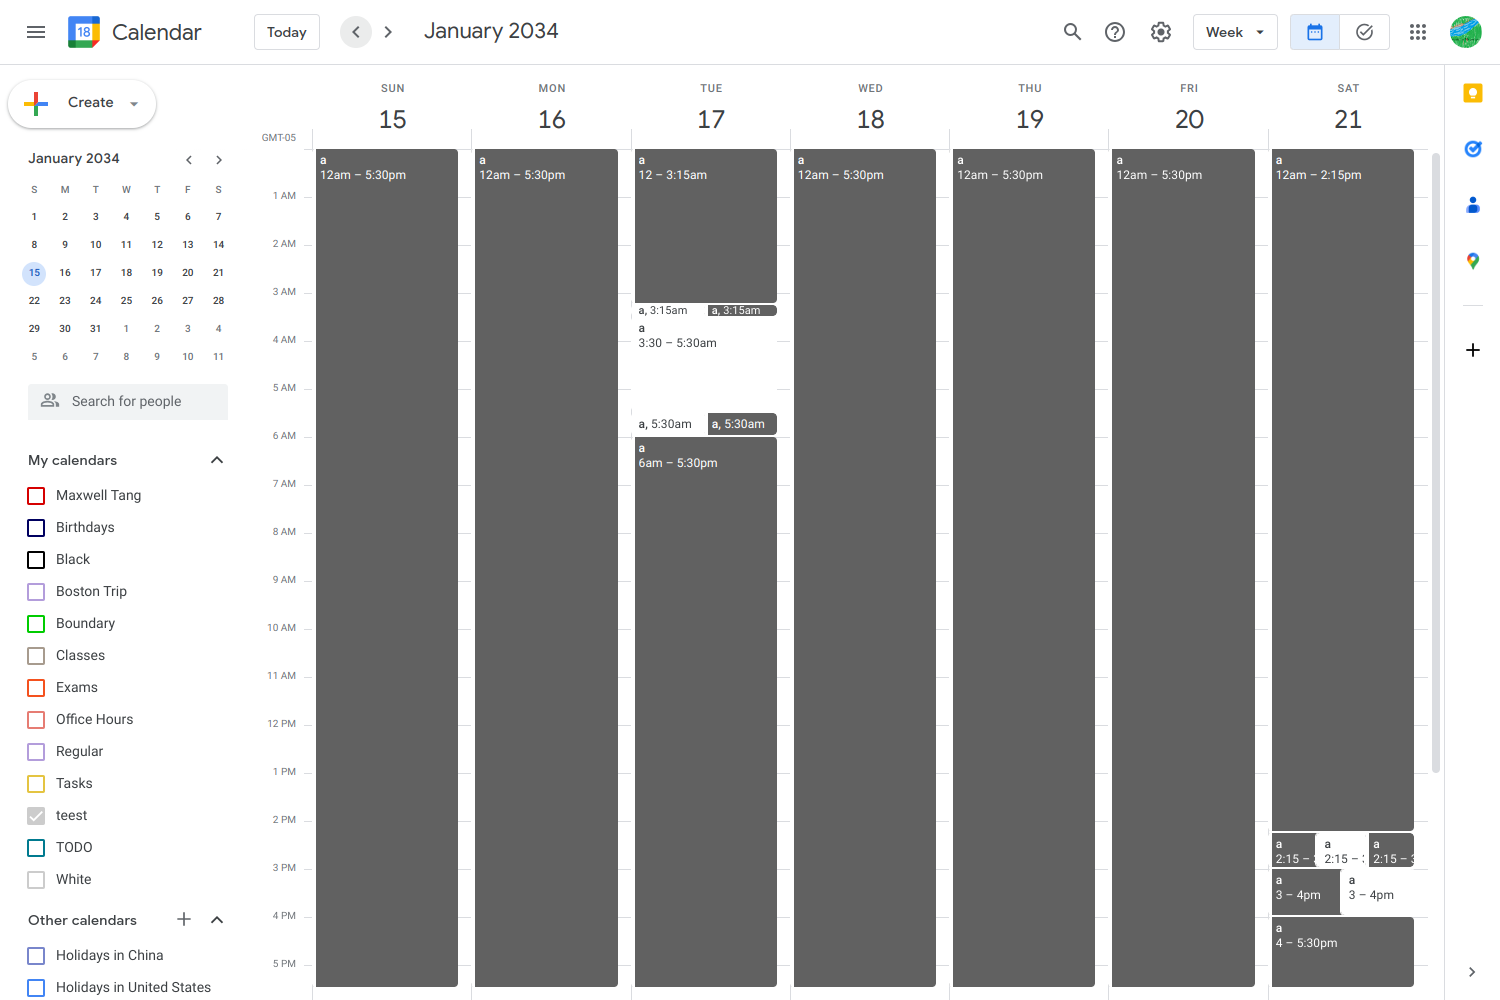 18 Calendar
Today
January 2034
Week
Create
January 2034
S M T W T F S
1 2 3 4 5 6 7
8 9 10 11 12 13 14
15 16 17 18 19 20 21
22 23 24 25 26 27 28
29 30 31 1 2 3 4
5 6 7 8 9 10 11
Search for people
My calendars
Maxwell Tang
Birthdays
Black
Boston Trip
Boundary
Classes
Exams
Office Hours
Regular
Tasks
teest
TODO
White
Other calendars
Holidays in China
Holidays in United States
GMT-05
SUN
15
MON
16
TUE
17
WED
18
THU
19
FRI
20
SAT
21
1 AM
2 AM
3 AM
4 AM
5 AM
6 AM
7 AM
8 AM
9 AM
10 AM
11 AM
12 PM
1 PM
2 PM
3 PM
4 PM
5 PM
a
12am – 5:30pm
a
12am – 5:30pm
a
12 – 3:15am
a, 3:15am
a, 3:15am
a
3:30 – 5:30am
a, 5:30am
a, 5:30am
a
6am – 5:30pm
a
12am – 5:30pm
a
12am – 5:30pm
a
12am – 5:30pm
a
12am – 2:15pm
a
2:15 –
a
2:15 –
a
2:15 –
a
3 – 4pm
a
3 – 4pm
a
4 – 5:30pm